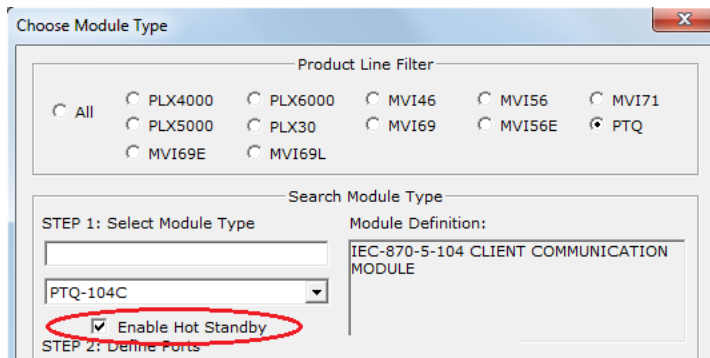 Choose Module Type
x
Product Line Filter
All
PLX4000 PLX6000 MVI46 MVI56 MVI71
PLX5000 PLX30 MVI69 MVI56E PTQ
MVI69E MVI69L
Search Module Type
STEP 1: Select Module Type
Module Definition:
IEC-870-5-104 CLIENT COMMUNICATION
MODULE
PTQ-104C
Enable Hot Standby
STEP 2: Define Ports